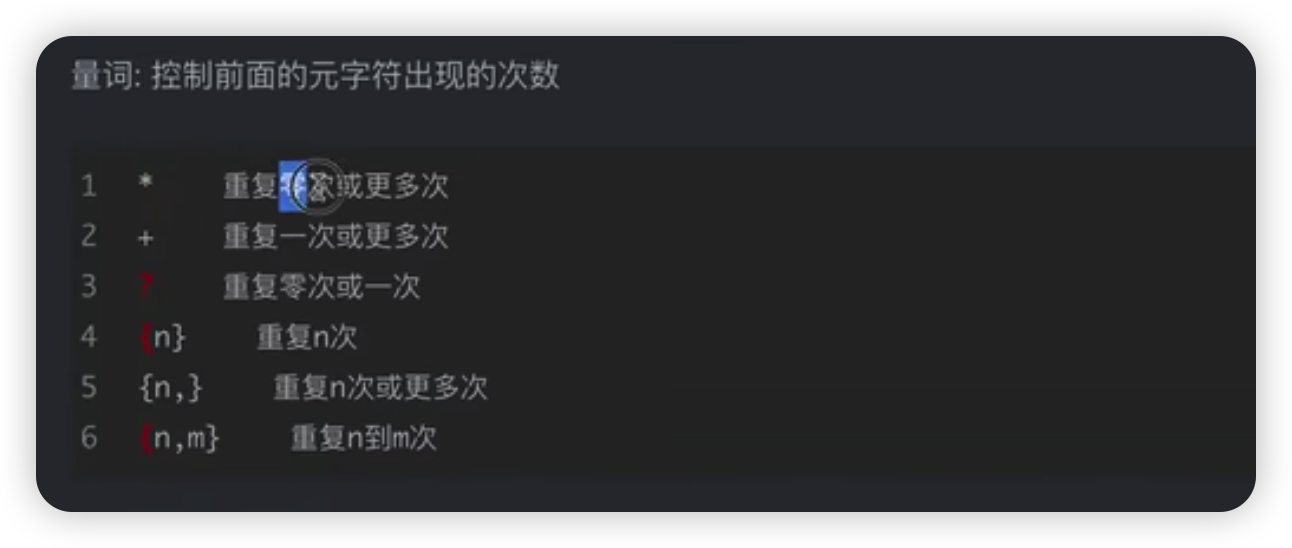 量词: 控制前面的元字符出现的次数
1 * 重复零次或更多次
2 + 重复一次或更多次
3 ? 重复零次或一次
4 {n} 重复n次
5 {n,} 重复n次或更多次
6 {n,m} 重复n到m次